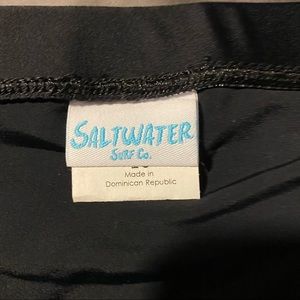 SALTWATER
SURF CO.
Made in
Dominican Republic